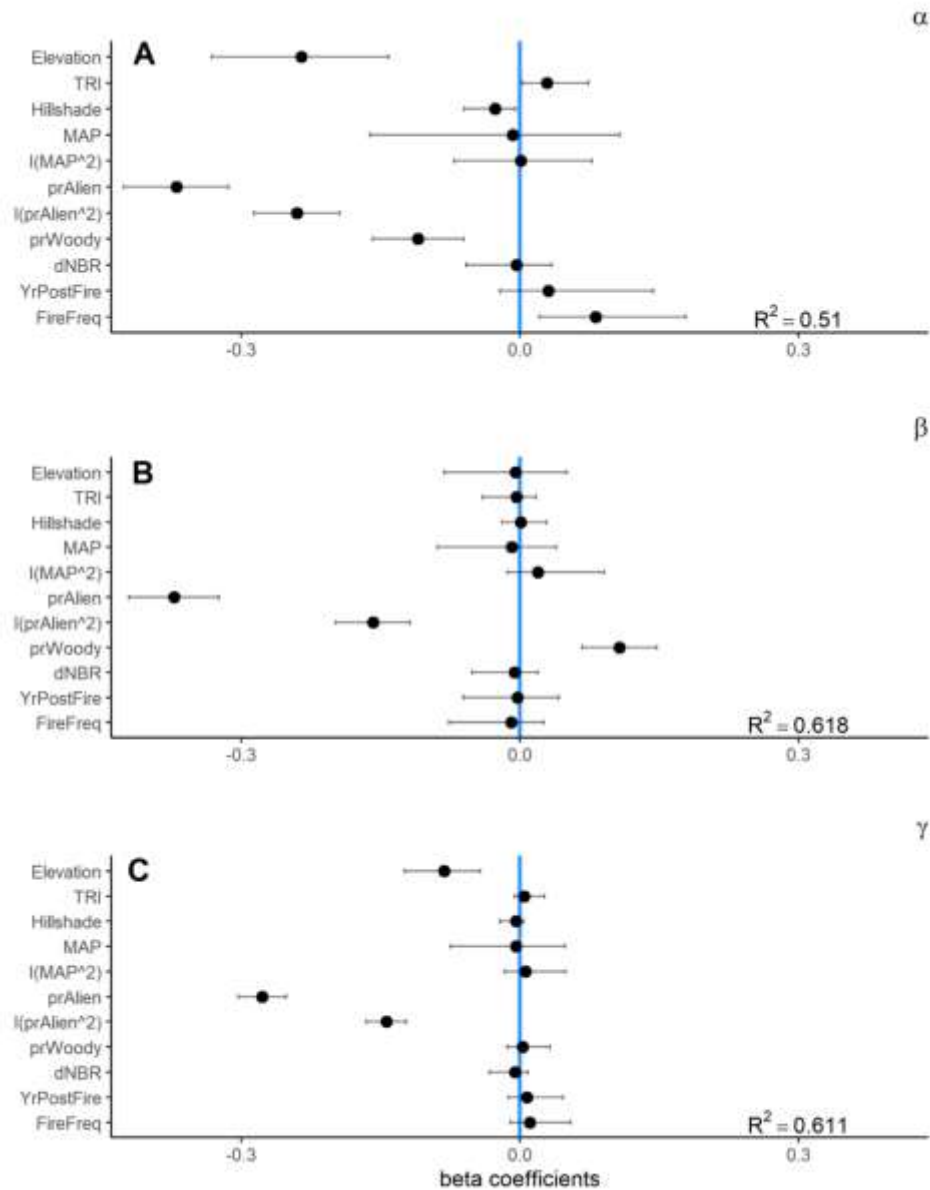 α
A
Elevation
TRI
Hillshade
MAP
I(MAP^2)
prAlien
I(prAlien^2)
prWoody
dNBR
YrPostFire
FireFreq
R² = 0.51
-0.3 0.0 0.3
β
B
Elevation
TRI
Hillshade
MAP
I(MAP^2)
prAlien
I(prAlien^2)
prWoody
dNBR
YrPostFire
FireFreq
R² = 0.618
-0.3 0.0 0.3
γ
C
Elevation
TRI
Hillshade
MAP
I(MAP^2)
prAlien
I(prAlien^2)
prWoody
dNBR
YrPostFire
FireFreq
R² = 0.611
-0.3 0.0 0.3
beta coefficients